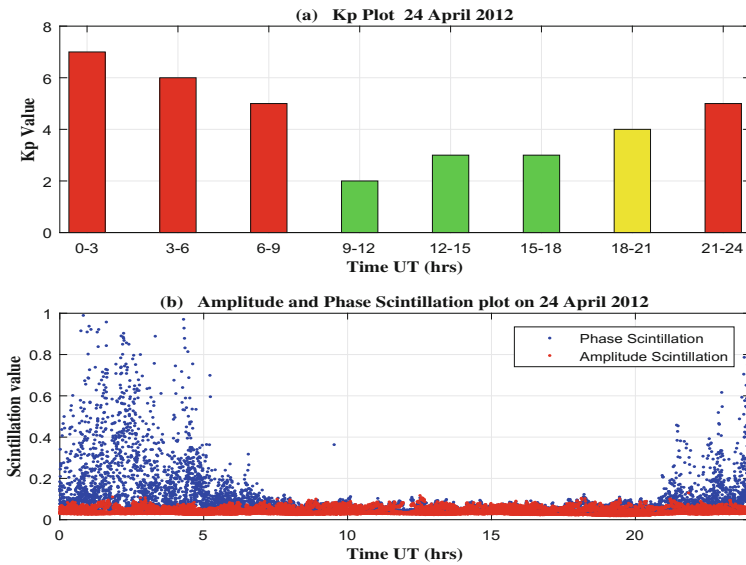 (a) Kp Plot 24 April 2012
8
6
4
2
0
Kp Value
0-3 3-6 6-9 9-12 12-15 15-18 18-21 21-24
Time UT (hrs)
(b) Amplitude and Phase Scintillation plot on 24 April 2012
1
0.8
0.6
0.4
0.2
0
Scintillation value
Phase Scintillation
Amplitude Scintillation
0 5 10 15 20
Time UT (hrs)